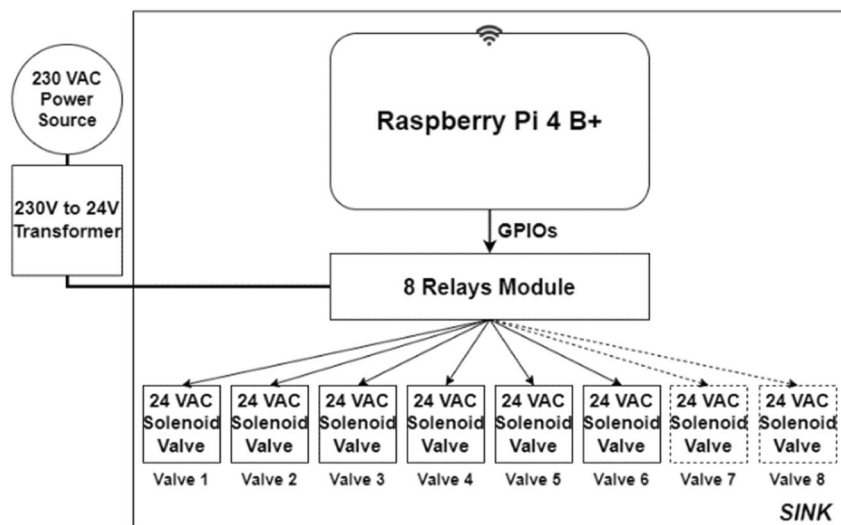 230 VAC
Power
Source
Raspberry Pi 4 B+
230V to 24V
Transformer
GPIOs
8 Relays Module
24 VAC
Solenoid
Valve
24 VAC
Solenoid
Valve
24 VAC
Solenoid
Valve
24 VAC
Solenoid
Valve
24 VAC
Solenoid
Valve
24 VAC
Solenoid
Valve
24 VAC
Solenoid
Valve
24 VAC
Solenoid
Valve
Valve 1
Valve 2
Valve 3
Valve 4
Valve 5
Valve 6
Valve 7
Valve 8
SINK